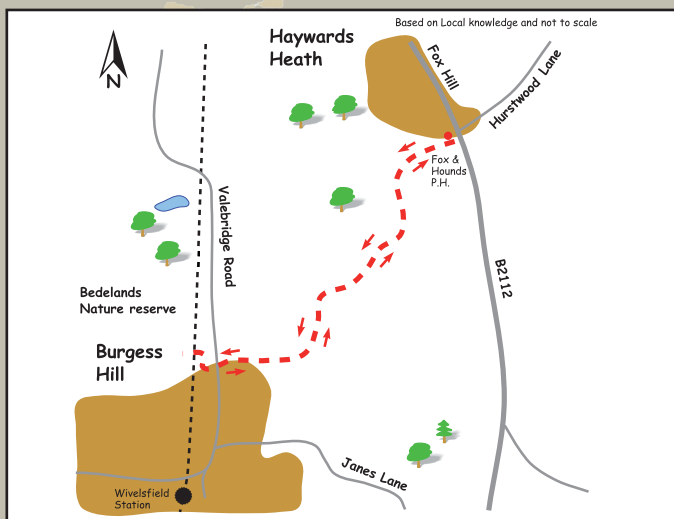 Based on Local knowledge and not to scale
Haywards
Heath
N
Fox Hill
Hurstwood Lane
Fox &
Hounds
P.H.
Valebridge Road
B2112
Bedelands
Nature reserve
Burgess
Hill
Janes Lane
Wivelsfield
Station